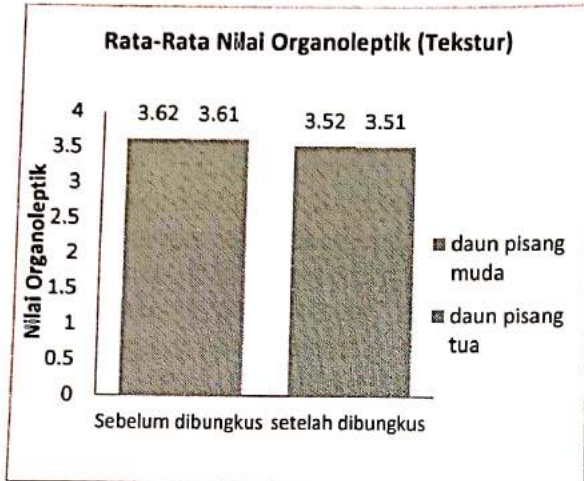 Rata-Rata Nilai Organoleptik (Tekstur)
Nilai Organoleptik
4
3.5
3
2.5
2
1.5
1
0.5
0
3.62 3.61
3.52 3.51
Sebelum dibungkus setelah dibungkus
daun pisang
muda
daun pisang
tua